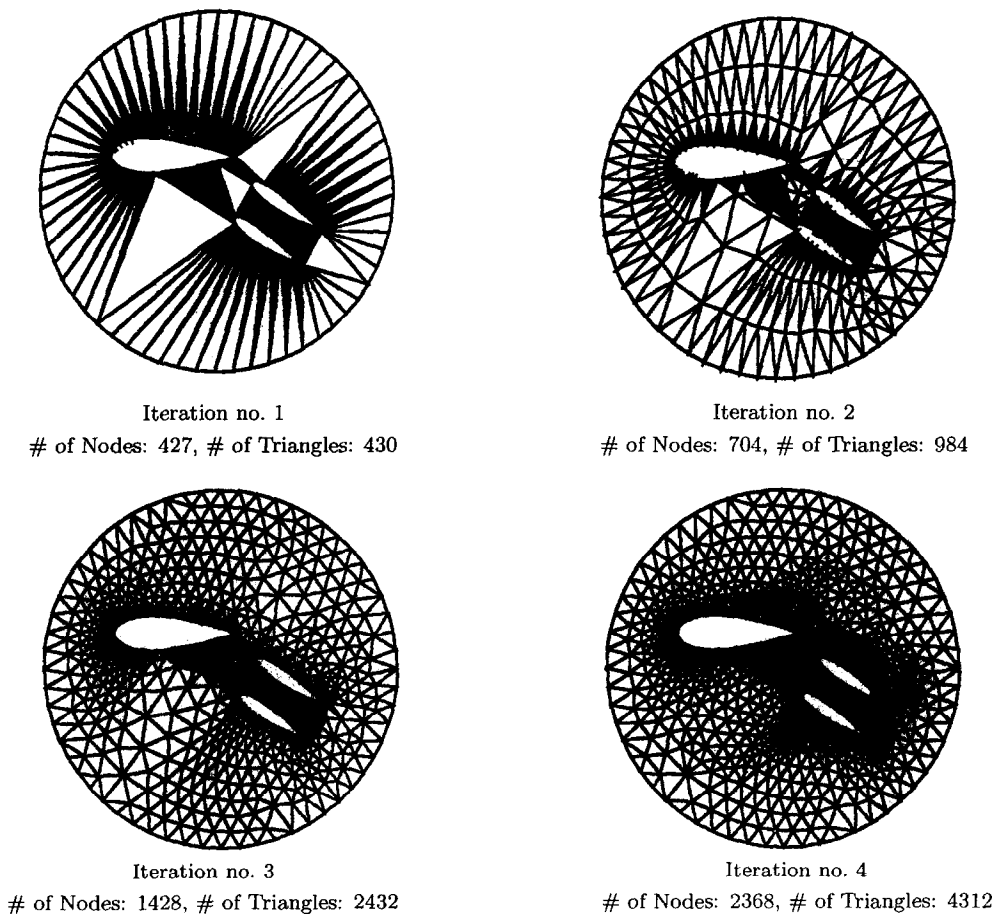 Iteration no. 1
# of Nodes: 427, # of Triangles: 430
Iteration no. 2
# of Nodes: 704, # of Triangles: 984
Iteration no. 3
# of Nodes: 1428, # of Triangles: 2432
Iteration no. 4
# of Nodes: 2368, # of Triangles: 4312